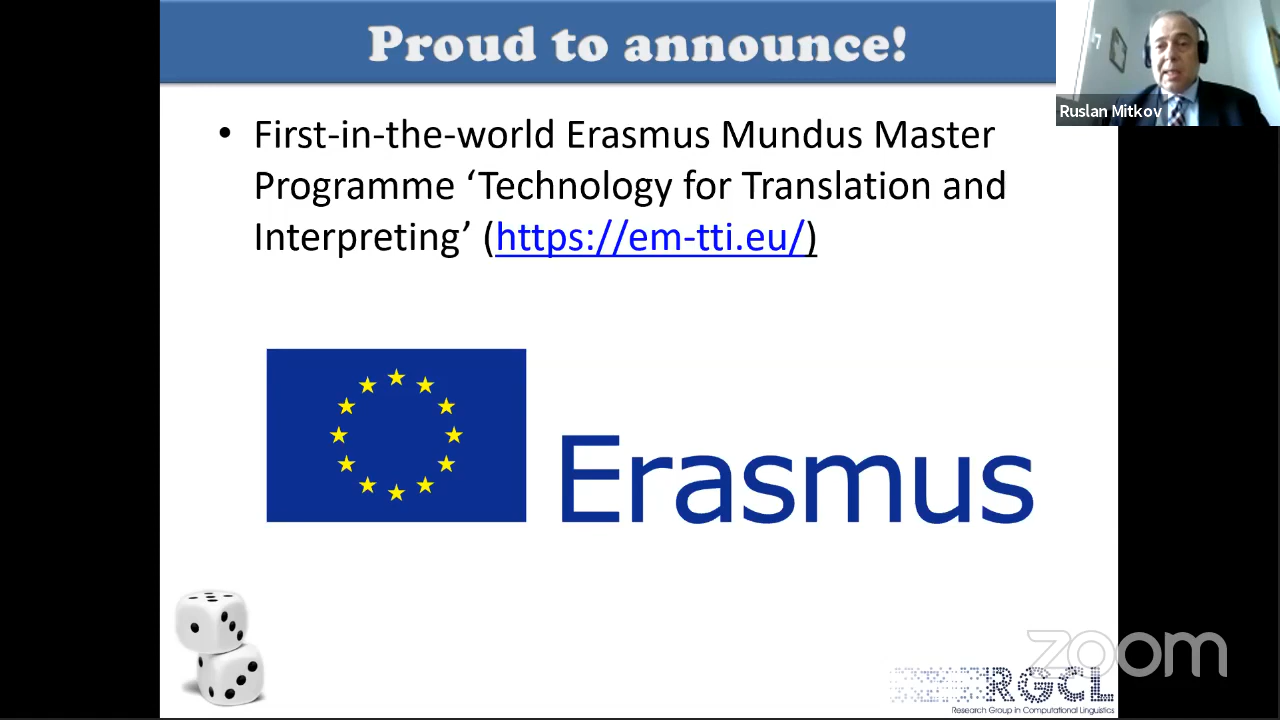 Proud to announce!
Ruslan Mitkov
• First-in-the-world Erasmus Mundus Master
Programme ‘Technology for Translation and
Interpreting’ (https://em-tti.eu/)
Erasmus
zoom
RGCL
Research Group in Computational Linguistics